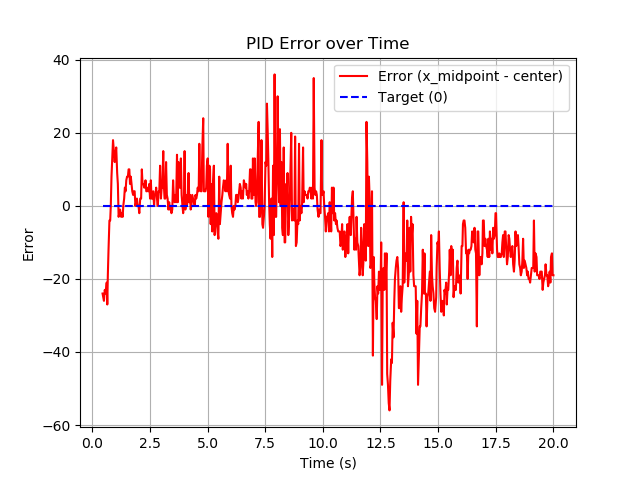 PID Error over Time
Error (x_midpoint - center)
Target (0)
40
20
0
−20
−40
−60
Error
0.0 2.5 5.0 7.5 10.0 12.5 15.0 17.5 20.0
Time (s)